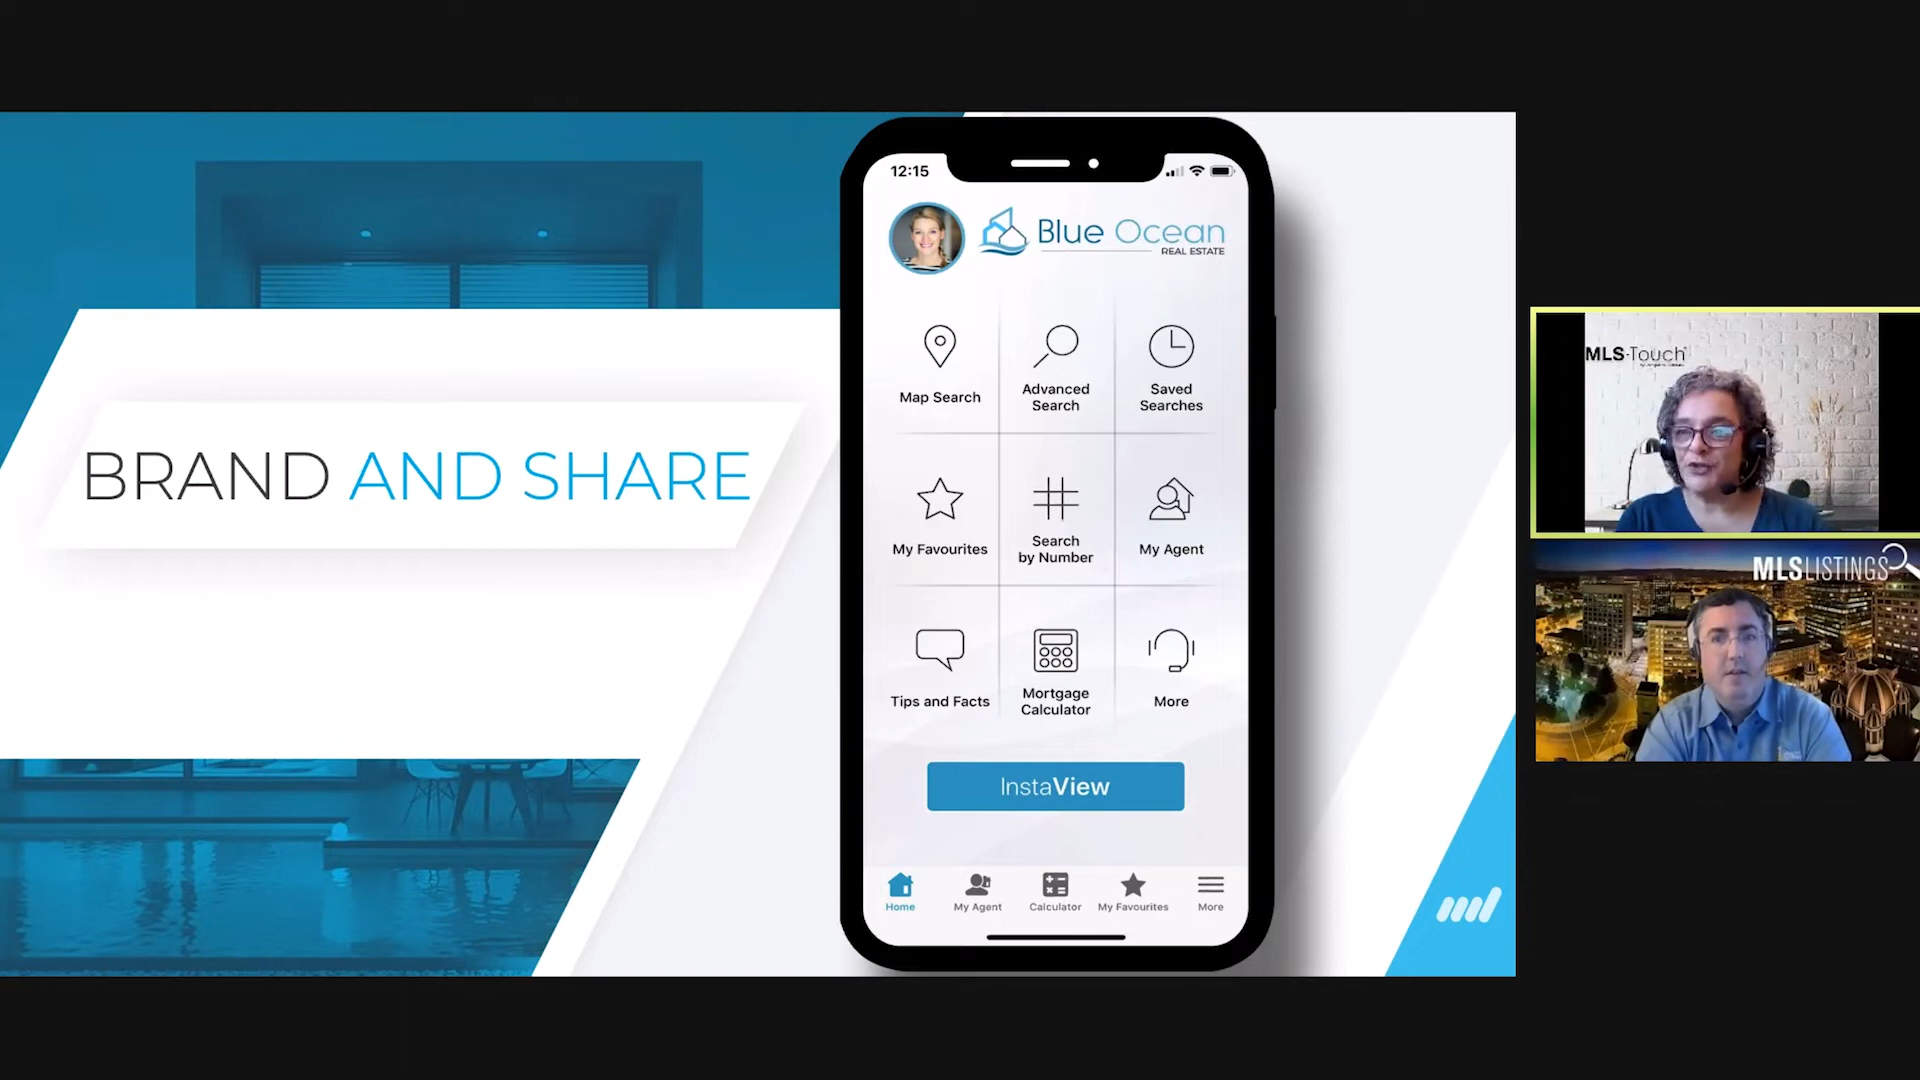 BRAND AND SHARE
12:15
Blue Ocean
REAL ESTATE
Map Search
Advanced
Search
Saved
Searches
My Favourites
Search
by Number
My Agent
Tips and Facts
Mortgage
Calculator
More
InstaView
Home
My Agent
Calculator
My Favourites
More
MLS-Touch
MLSLISTINGS